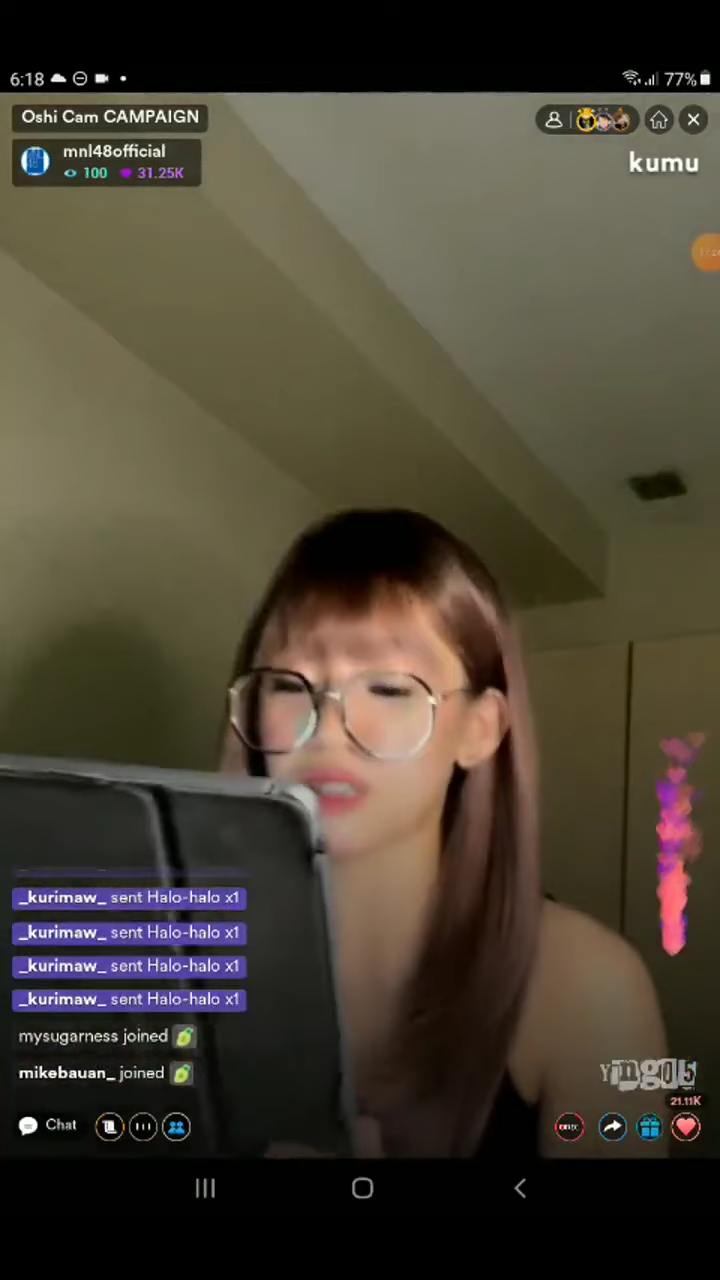 6:18
77%
Oshi Cam CAMPAIGN
mnl48official
100 31.25K
kumu
_kurimaw_ sent Halo-halo x1
_kurimaw_ sent Halo-halo x1
_kurimaw_ sent Halo-halo x1
_kurimaw_ sent Halo-halo x1
mysugarness joined
mikebauan_ joined
Ying05
21.11K
Chat